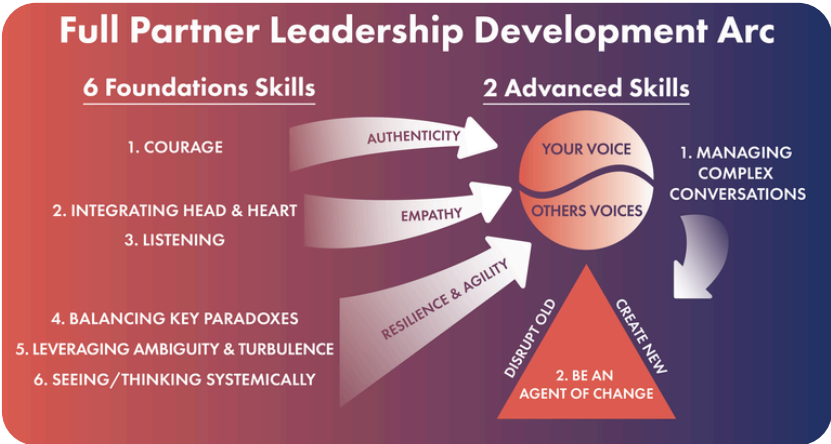 Full Partner Leadership Development Arc
6 Foundations Skills
1. COURAGE
2. INTEGRATING HEAD & HEART
3. LISTENING
4. BALANCING KEY PARADOXES
5. LEVERAGING AMBIGUITY & TURBULENCE
6. SEEING/THINKING SYSTEMICALLY
AUTHENTICITY
EMPATHY
RESILIENCE & AGILITY
2 Advanced Skills
YOUR VOICE
OTHERS VOICES
1. MANAGING
COMPLEX
CONVERSATIONS
DISRUPT OLD
CREATE NEW
2. BE AN
AGENT OF CHANGE